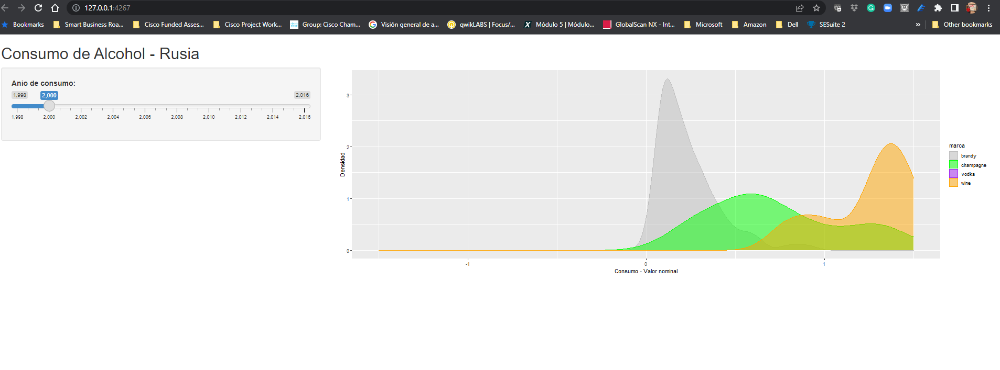 127.0.0.1:4267
Bookmarks Smart Business Roa... Cisco Funded Asses... Cisco Project Work... Group: Cisco Cham... Visión general de a... qwikLABS | Focus/... Módulo 5 | Módulo... GlobalScan NX - Int... Microsoft Amazon Dell SESuite 2 » Other bookmarks
Consumo de Alcohol - Rusia
Anio de consumo:
1,998 2,000 2,016
1,998 2,000 2,002 2,004 2,006 2,008 2,010 2,012 2,014 2,016
Densidad
3
2
1
0
-1 0 1
Consumo - Valor nominal
marca
brandy
champagne
vodka
wine